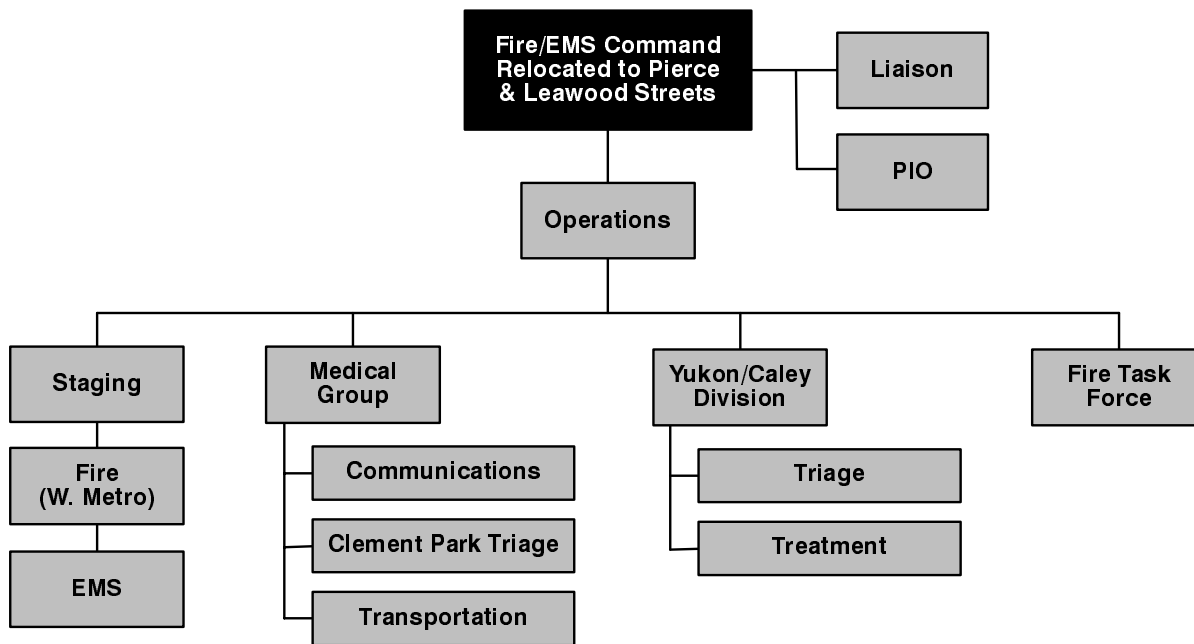 Fire/EMS Command
Relocated to Pierce
& Leawood Streets
Liaison
PIO
Operations
Staging
Medical
Group
Yukon/Caley
Division
Fire Task
Force
Fire
(W. Metro)
Communications
Triage
Clement Park Triage
Treatment
EMS
Transportation